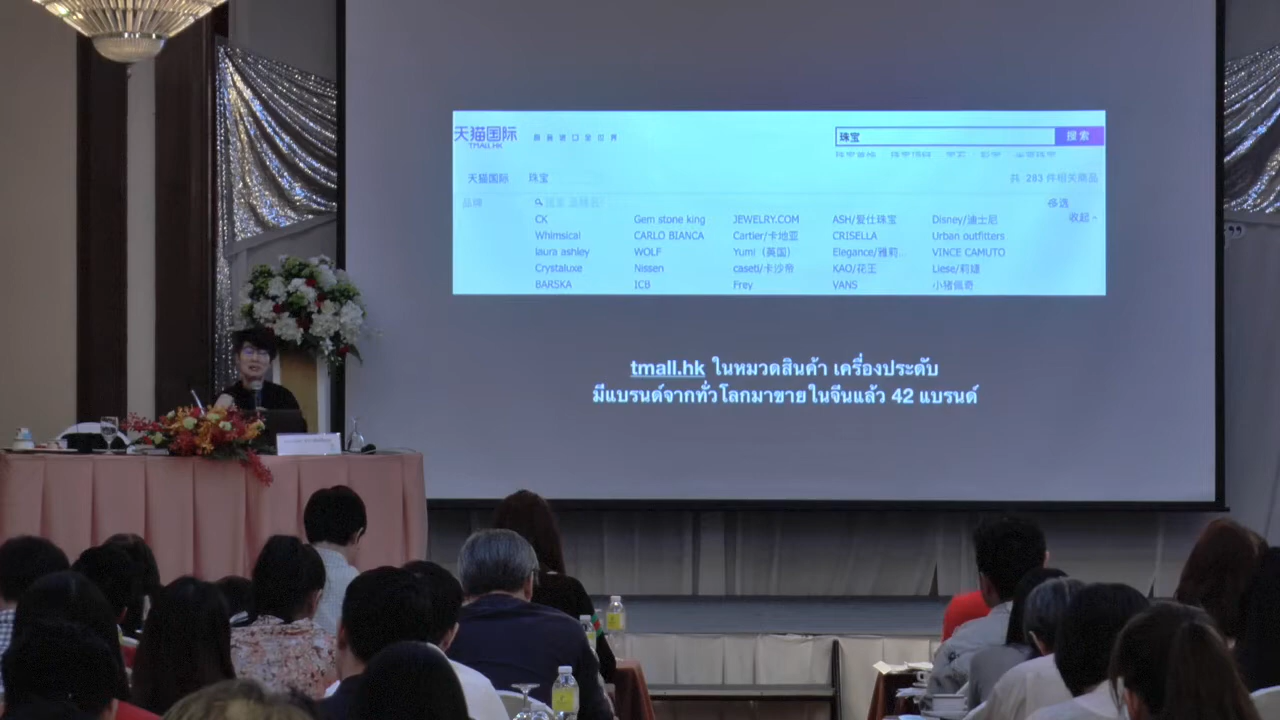 天猫国际
TMALL.HK
珠宝 搜索
天猫国际 珠宝 共 283 件相关商品
品牌
多选
收起
CK Gem stone king JEWELRY.COM ASH/爱仕珠宝 Disney/迪士尼
Whimsical CARLO BIANCA Cartier/卡地亚 CRISELLA Urban outfitters
laura ashley WOLF Yumi（英国） Elegance/雅莉... VINCE CAMUTO
Crystaluxe Nissen caseti/卡沙帝 KAO/花王 Liese/莉婕
BARSKA ICB Frey VANS 小猪佩奇
tmall.hk ในหมวดสินค้า เครื่องประดับ
มีแบรนด์จากทั่วโลกมาขายในจีนแล้ว 42 แบรนด์